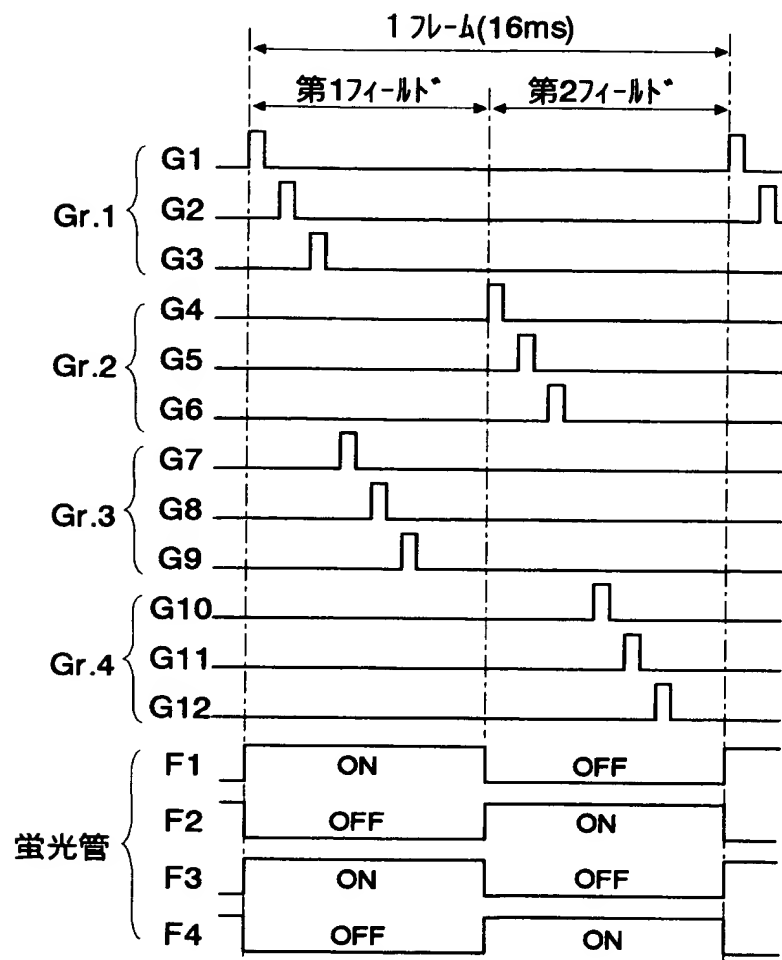 1 フレーム(16ms)
第1フィールド 第2フィールド
Gr.1
G1
G2
G3
Gr.2
G4
G5
G6
Gr.3
G7
G8
G9
Gr.4
G10
G11
G12
蛍光管
F1 ON OFF
F2 OFF ON
F3 ON OFF
F4 OFF ON